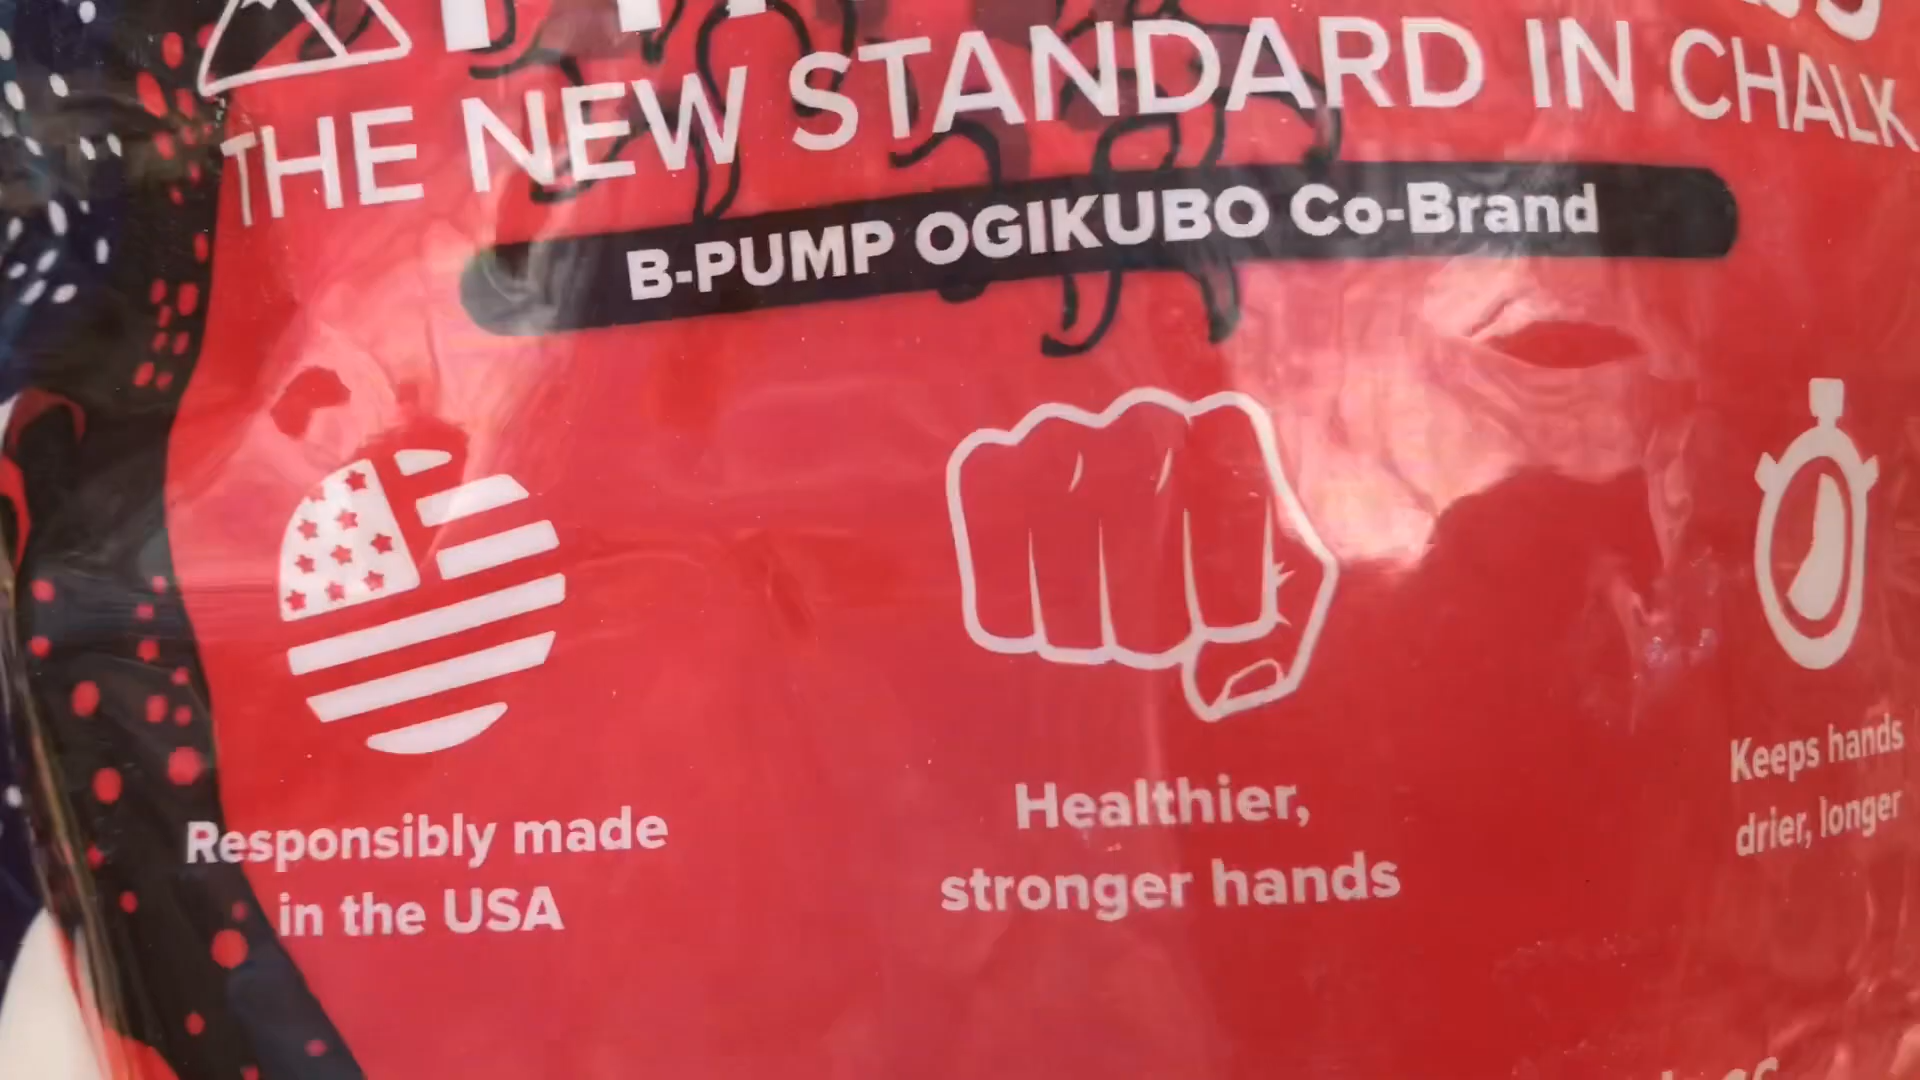 THE NEW STANDARD IN CHALK
B-PUMP OGIKUBO Co-Brand
Responsibly made
in the USA
Healthier,
stronger hands
Keeps hands
drier, longer